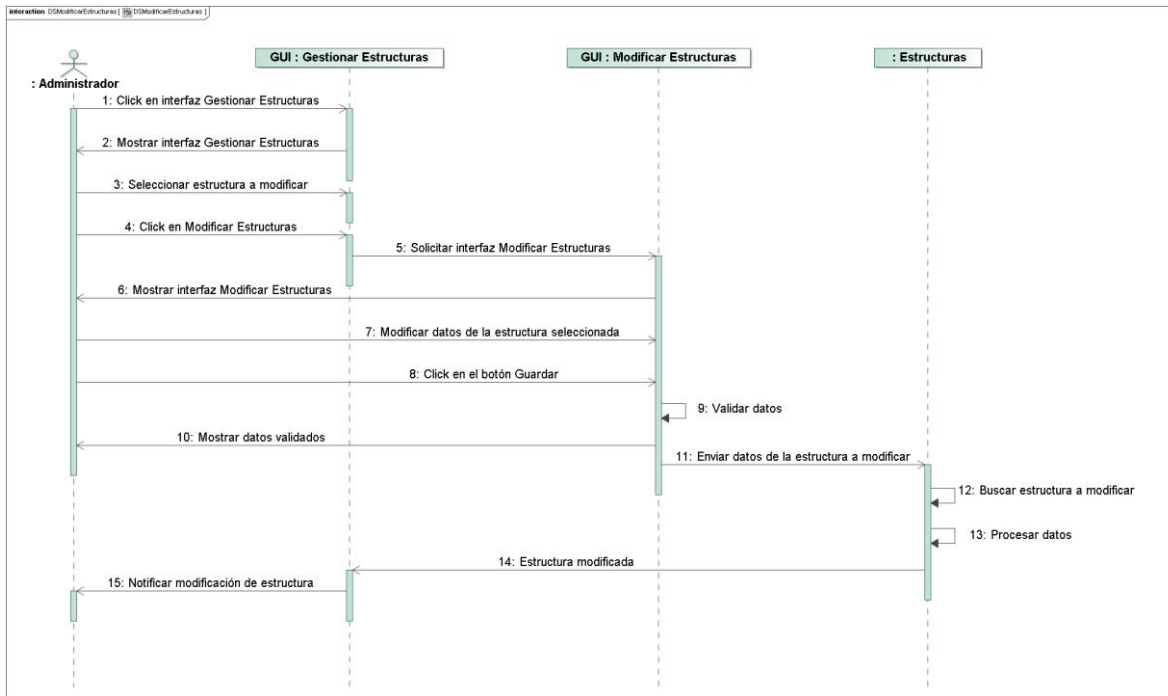 interaction DSModificarEstructuras [ DSModificarEstructuras ]
GUI : Gestionar Estructuras
GUI : Modificar Estructuras
: Estructuras
: Administrador
1: Click en interfaz Gestionar Estructuras
2: Mostrar interfaz Gestionar Estructuras
3: Seleccionar estructura a modificar
4: Click en Modificar Estructuras
5: Solicitar interfaz Modificar Estructuras
6: Mostrar interfaz Modificar Estructuras
7: Modificar datos de la estructura seleccionada
8: Click en el botón Guardar
9: Validar datos
10: Mostrar datos validados
11: Enviar datos de la estructura a modificar
12: Buscar estructura a modificar
13: Procesar datos
14: Estructura modificada
15: Notificar modificación de estructura